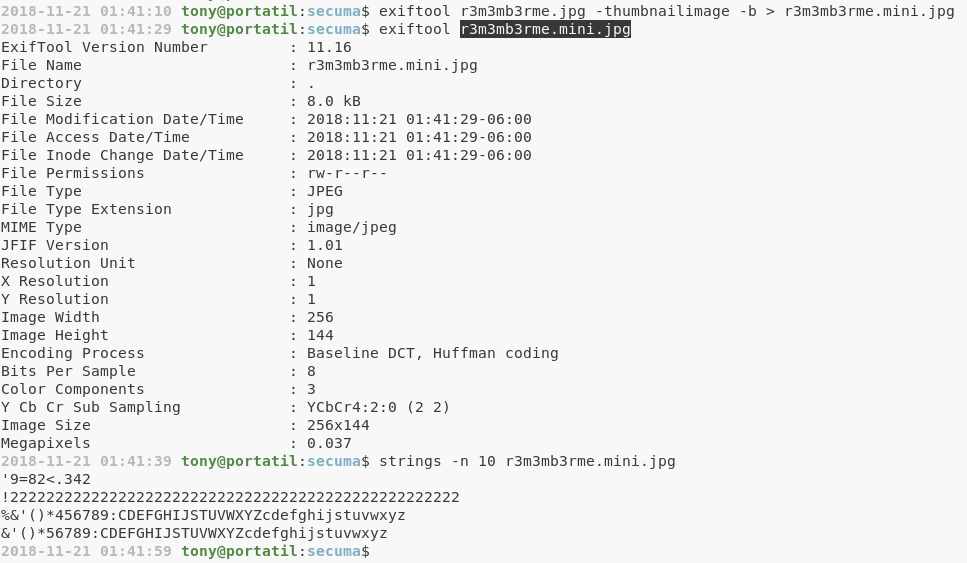 2018-11-21 01:41:10 tony@portatil:secuma$ exiftool r3m3mb3rme.jpg -thumbnailimage -b > r3m3mb3rme.mini.jpg
2018-11-21 01:41:29 tony@portatil:secuma$ exiftool r3m3mb3rme.mini.jpg
ExifTool Version Number         : 11.16
File Name                       : r3m3mb3rme.mini.jpg
Directory                       : .
File Size                       : 8.0 kB
File Modification Date/Time     : 2018:11:21 01:41:29-06:00
File Access Date/Time           : 2018:11:21 01:41:29-06:00
File Inode Change Date/Time     : 2018:11:21 01:41:29-06:00
File Permissions                : rw-r--r--
File Type                       : JPEG
File Type Extension             : jpg
MIME Type                       : image/jpeg
JFIF Version                    : 1.01
Resolution Unit                 : None
X Resolution                    : 1
Y Resolution                    : 1
Image Width                     : 256
Image Height                    : 144
Encoding Process                : Baseline DCT, Huffman coding
Bits Per Sample                 : 8
Color Components                : 3
Y Cb Cr Sub Sampling            : YCbCr4:2:0 (2 2)
Image Size                      : 256x144
Megapixels                      : 0.037
2018-11-21 01:41:39 tony@portatil:secuma$ strings -n 10 r3m3mb3rme.mini.jpg
'9=82<.342
!22222222222222222222222222222222222222222222222222
%&'()*456789:CDEFGHIJSTUVWXYZcdefghijstuvwxyz
&'()*56789:CDEFGHIJSTUVWXYZcdefghijstuvwxyz
2018-11-21 01:41:59 tony@portatil:secuma$